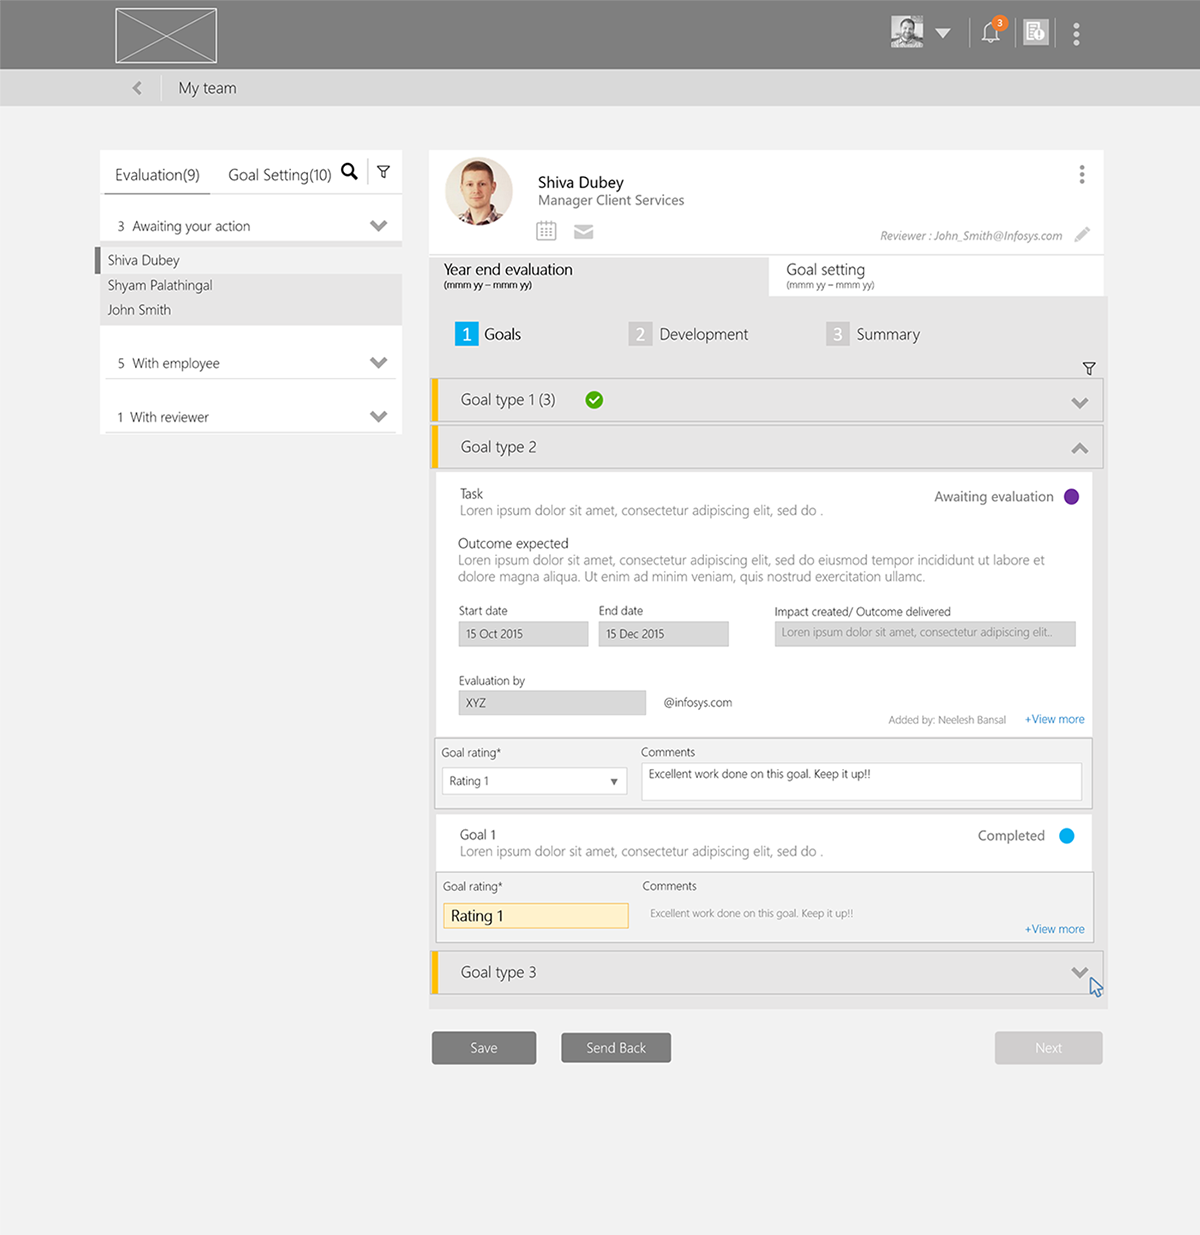 3
My team
Evaluation(9)
Goal Setting(10)
3 Awaiting your action
Shiva Dubey
Shyam Palathingal
John Smith
5 With employee
1 With reviewer
Shiva Dubey
Manager Client Services
Reviewer : John_Smith@Infosys.com
Year end evaluation
(mmm yy – mmm yy)
Goal setting
(mmm yy – mmm yy)
1 Goals
2 Development
3 Summary
Goal type 1 (3)
Goal type 2
Task
Awaiting evaluation
Loren ipsum dolor sit amet, consectetur adipiscing elit, sed do .
Outcome expected
Loren ipsum dolor sit amet, consectetur adipiscing elit, sed do eiusmod tempor incididunt ut labore et
dolore magna aliqua. Ut enim ad minim veniam, quis nostrud exercitation ullamc.
Start date
End date
Impact created/ Outcome delivered
15 Oct 2015
15 Dec 2015
Loren ipsum dolor sit amet, consectetur adipiscing elit..
Evaluation by
XYZ
@infosys.com
Added by: Neelesh Bansal
+View more
Goal rating*
Comments
Rating 1
Excellent work done on this goal. Keep it up!!
Goal 1
Completed
Loren ipsum dolor sit amet, consectetur adipiscing elit, sed do .
Goal rating*
Comments
Rating 1
Excellent work done on this goal. Keep it up!!
+View more
Goal type 3
Save
Send Back
Next